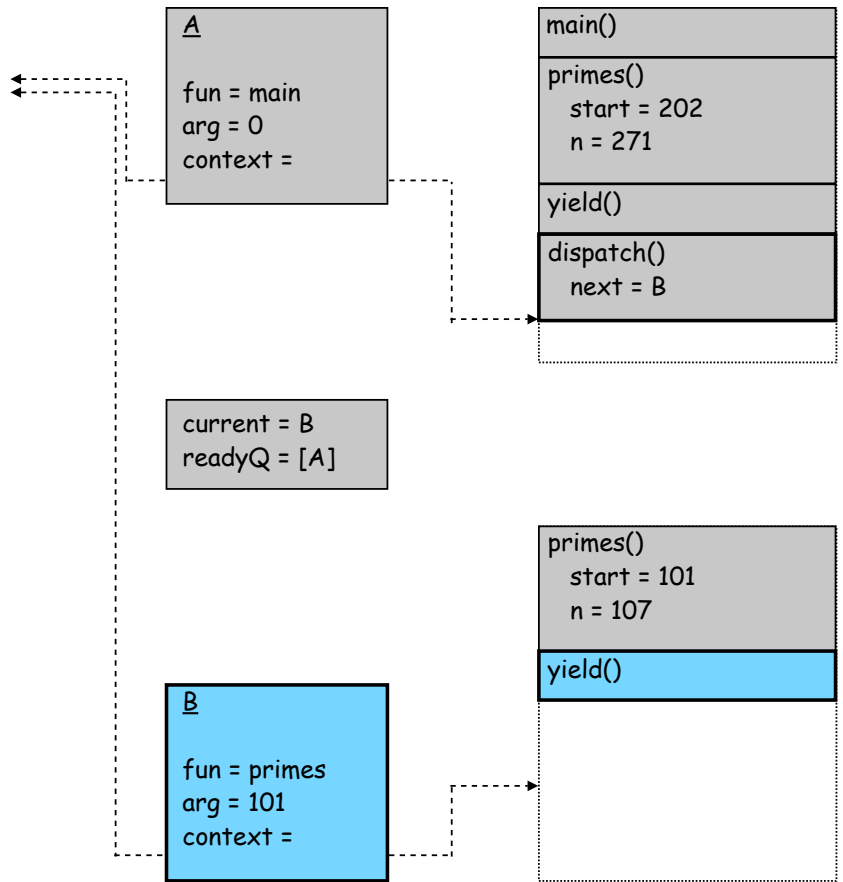 A
fun = main
arg = 0
context =
main()
primes()
start = 202
n = 271
yield()
dispatch()
next = B
current = B
readyQ = [A]
primes()
start = 101
n = 107
yield()
B
fun = primes
arg = 101
context =